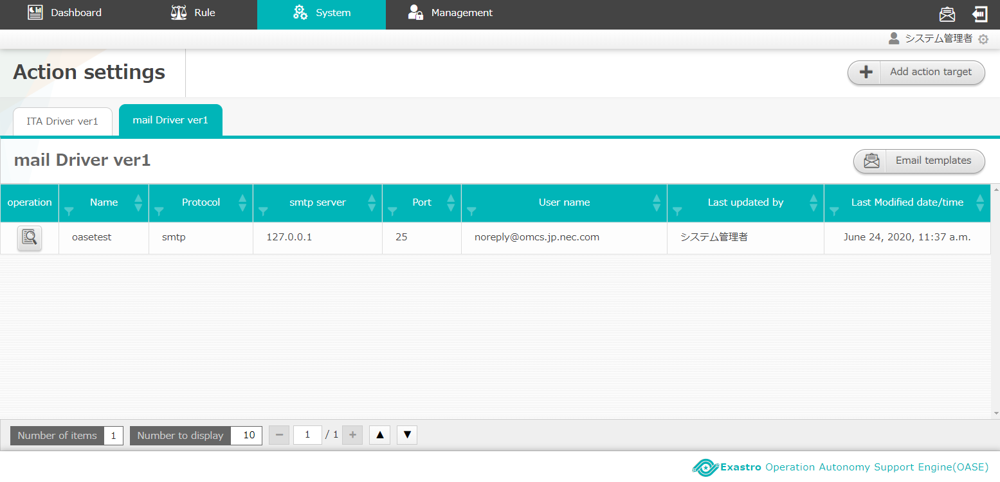 Dashboard Rule System Management
システム管理者
Action settings
Add action target
ITA Driver ver1 mail Driver ver1
mail Driver ver1
Email templates
operation Name Protocol smtp server Port User name Last updated by Last Modified date/time
oasetest smtp 127.0.0.1 25 noreply@omcs.jp.nec.com システム管理者 June 24, 2020, 11:37 a.m.
Number of items 1 Number to display 10 − 1 / 1 + ▲ ▼
Exastro Operation Autonomy Support Engine(OASE)